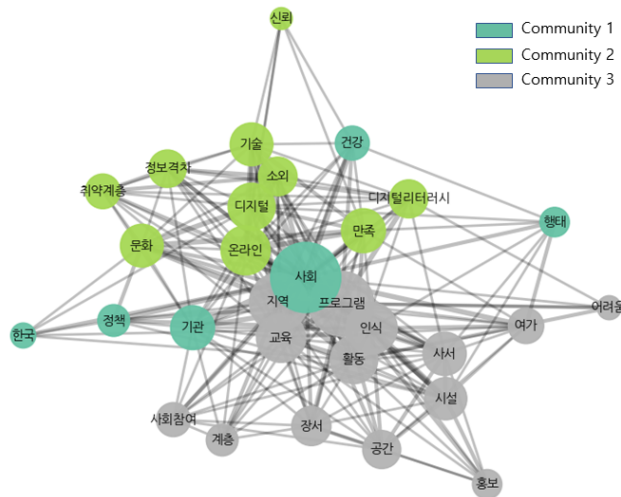 신뢰
Community 1
Community 2
Community 3
기술
건강
정보격차
소외
취약계층
디지털
디지털리터러시
행태
문화
온라인
만족
사회
지역
프로그램
어려움
한국
정책
기관
인식
여가
교육
활동
사서
시설
사회참여
계층
장서
공간
홍보